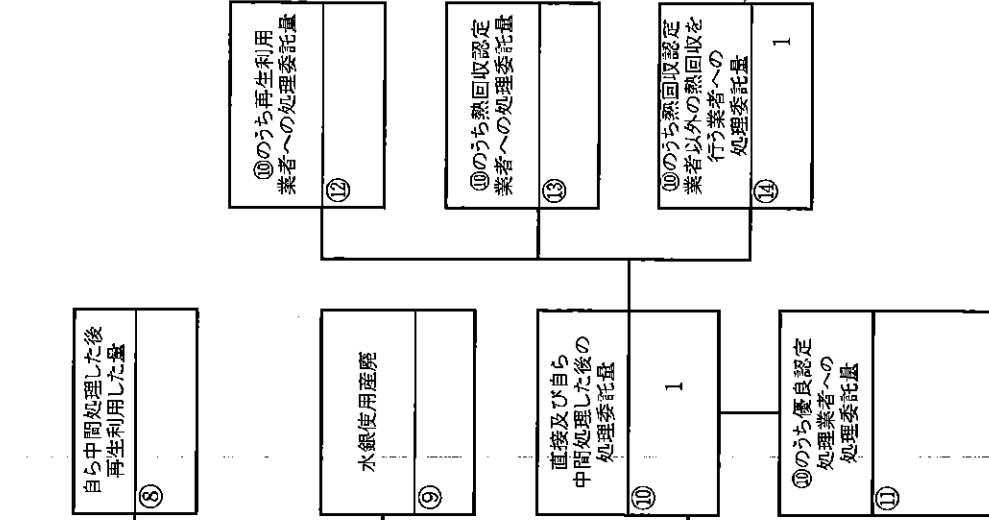 自ら中間処理した後
再生利用した量
⑧
水銀使用産廃
⑨
直接及び自ら
中間処理した後の
処理委託量
⑩
1
⑩のうち優良認定
処理業者への
処理委託量
⑪
⑩のうち再生利用
業者への処理委託量
⑫
⑩のうち熱回収認定
業者への処理委託量
⑬
⑩のうち熱回収認定
業者以外の熱回収を
行う業者への
処理委託量
⑭
1